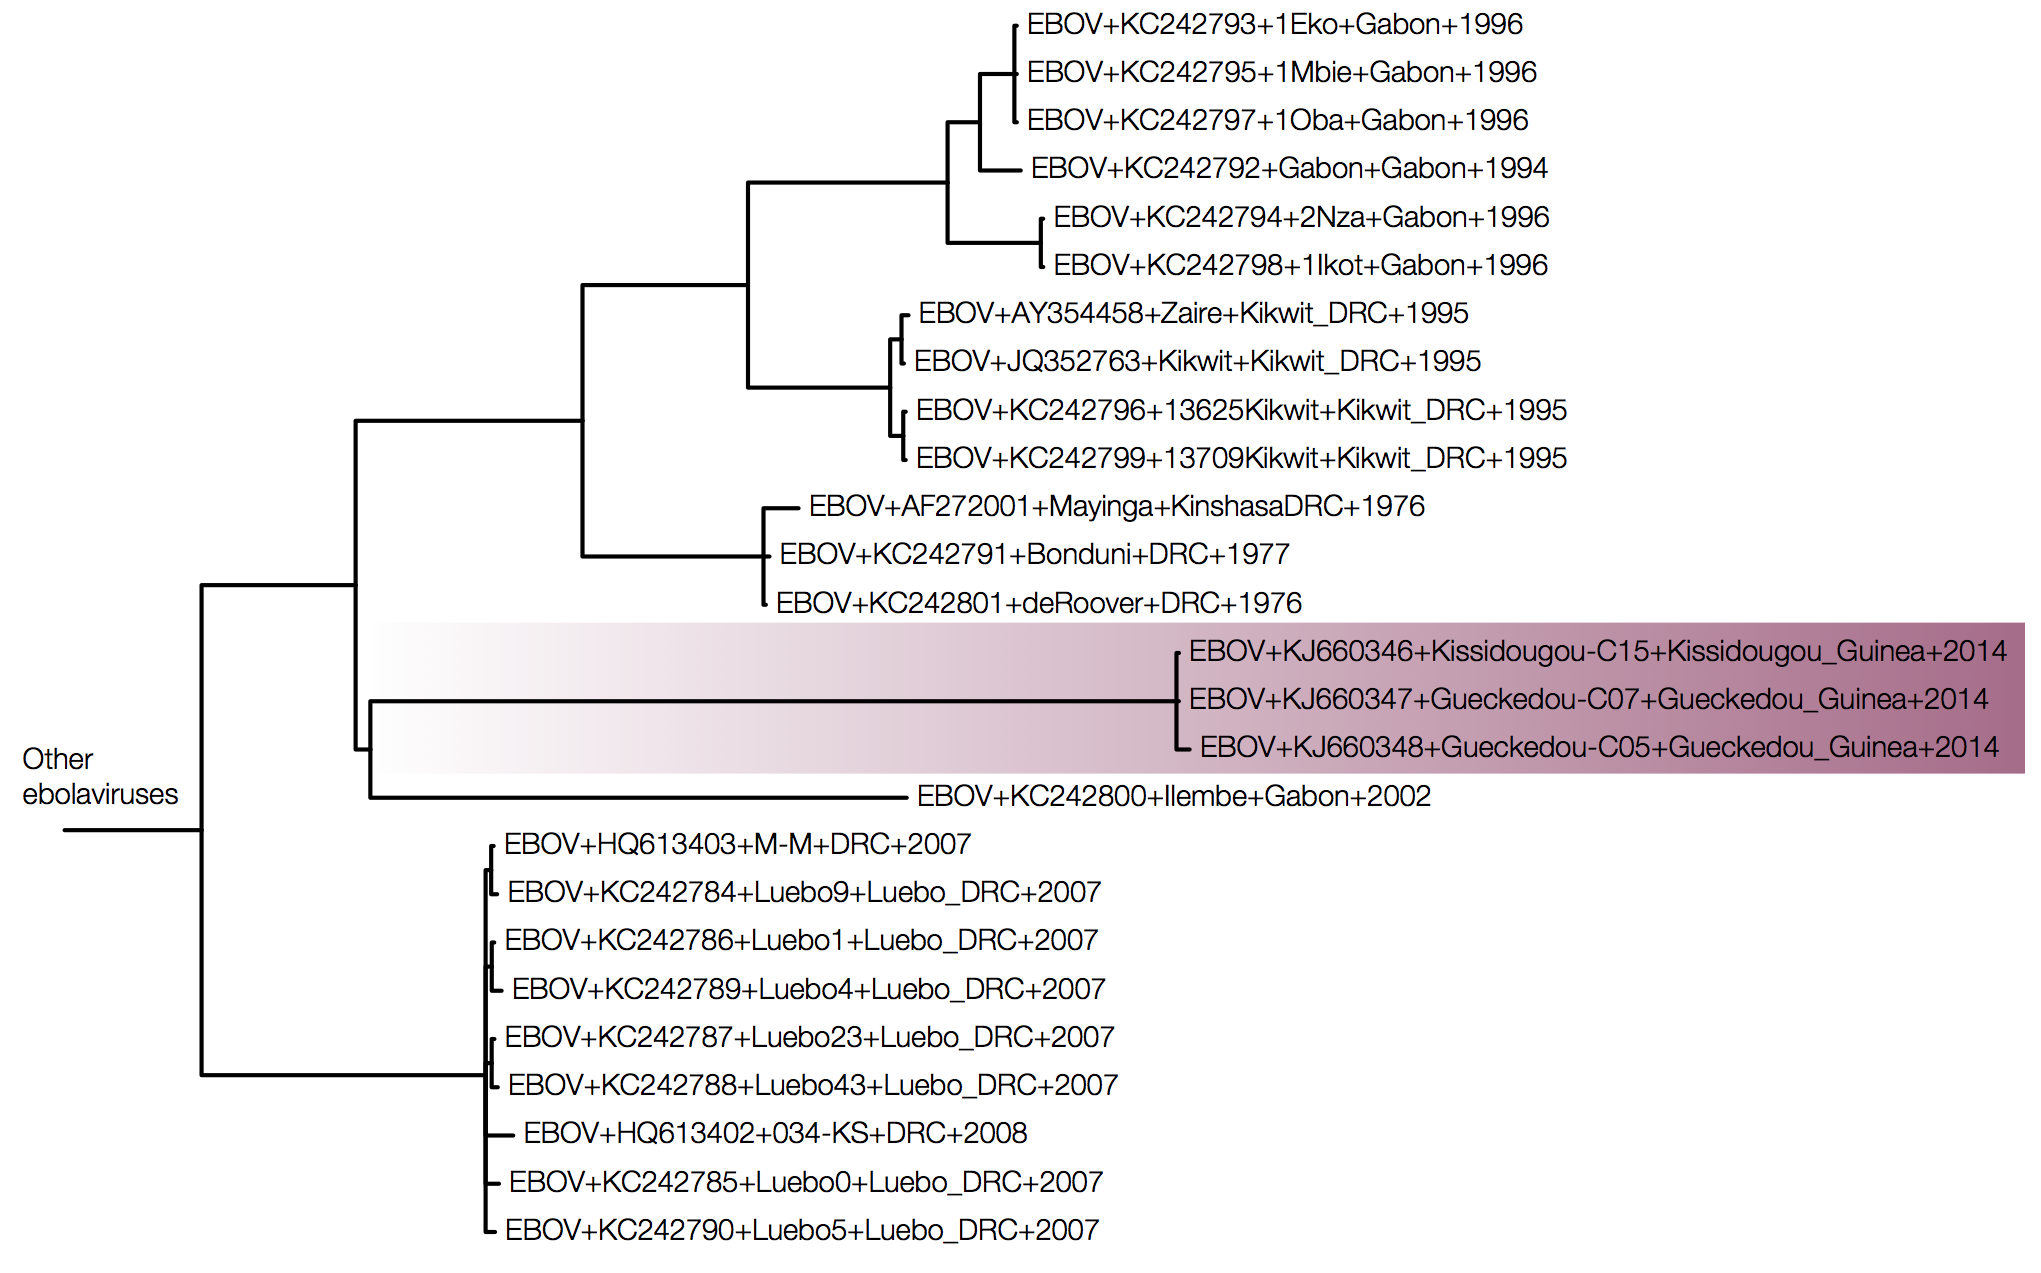 EBOV+KC242793+1Eko+Gabon+1996
EBOV+KC242795+1Mbie+Gabon+1996
EBOV+KC242797+1Oba+Gabon+1996
EBOV+KC242792+Gabon+Gabon+1994
EBOV+KC242794+2Nza+Gabon+1996
EBOV+KC242798+1Ikot+Gabon+1996
EBOV+AY354458+Zaire+Kikwit_DRC+1995
EBOV+JQ352763+Kikwit+Kikwit_DRC+1995
EBOV+KC242796+13625Kikwit+Kikwit_DRC+1995
EBOV+KC242799+13709Kikwit+Kikwit_DRC+1995
EBOV+AF272001+Mayinga+KinshasaDRC+1976
EBOV+KC242791+Bonduni+DRC+1977
EBOV+KC242801+deRoover+DRC+1976
EBOV+KJ660346+Kissidougou-C15+Kissidougou_Guinea+2014
EBOV+KJ660347+Gueckedou-C07+Gueckedou_Guinea+2014
EBOV+KJ660348+Gueckedou-C05+Gueckedou_Guinea+2014
Other
ebolaviruses
EBOV+KC242800+Ilembe+Gabon+2002
EBOV+HQ613403+M-M+DRC+2007
EBOV+KC242784+Luebo9+Luebo_DRC+2007
EBOV+KC242786+Luebo1+Luebo_DRC+2007
EBOV+KC242789+Luebo4+Luebo_DRC+2007
EBOV+KC242787+Luebo23+Luebo_DRC+2007
EBOV+KC242788+Luebo43+Luebo_DRC+2007
EBOV+HQ613402+034-KS+DRC+2008
EBOV+KC242785+Luebo0+Luebo_DRC+2007
EBOV+KC242790+Luebo5+Luebo_DRC+2007